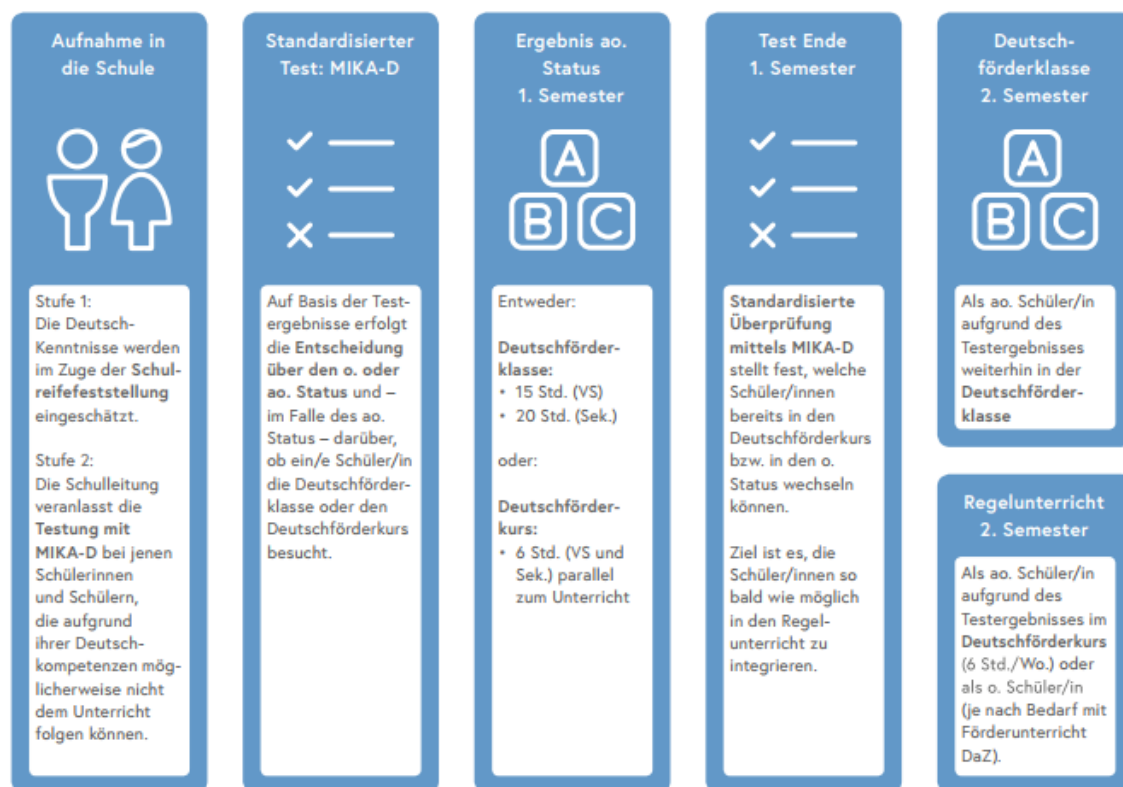 Aufnahme in
die Schule
Stufe 1:
Die Deutsch-
Kenntnisse werden
im Zuge der Schul-
reifefeststellung
eingeschätzt.
Stufe 2:
Die Schulleitung
veranlasst die
Testung mit
MIKA-D bei jenen
Schülerinnen
und Schülern,
die aufgrund
ihrer Deutsch-
kompetenzen mög-
licherweise nicht
dem Unterricht
folgen können.
Standardisierter
Test: MIKA-D
Auf Basis der Test-
ergebnisse erfolgt
die Entscheidung
über den o. oder
ao. Status und –
im Falle des ao.
Status – darüber,
ob ein/e Schüler/in
die Deutschförder-
klasse oder den
Deutschförderkurs
besucht.
Ergebnis ao.
Status
1. Semester
A
B C
Entweder:
Deutschförder-
klasse:
• 15 Std. (VS)
• 20 Std. (Sek.)
oder:
Deutschförder-
kurs:
• 6 Std. (VS und
Sek.) parallel
zum Unterricht
Test Ende
1. Semester
Standardisierte
Überprüfung
mittels MIKA-D
stellt fest, welche
Schüler/innen
bereits in den
Deutschförderkurs
bzw. in den o.
Status wechseln
können.
Ziel ist es, die
Schüler/innen so
bald wie möglich
in den Regel-
unterricht zu
integrieren.
Deutsch-
förderklasse
2. Semester
A
B C
Als ao. Schüler/in
aufgrund des
Testergebnisses
weiterhin in der
Deutschförder-
klasse
Regelunterricht
2. Semester
Als ao. Schüler/in
aufgrund des
Testergebnisses im
Deutschförderkurs
(6 Std./Wo.) oder
als o. Schüler/in
(je nach Bedarf mit
Förderunterricht
DaZ).